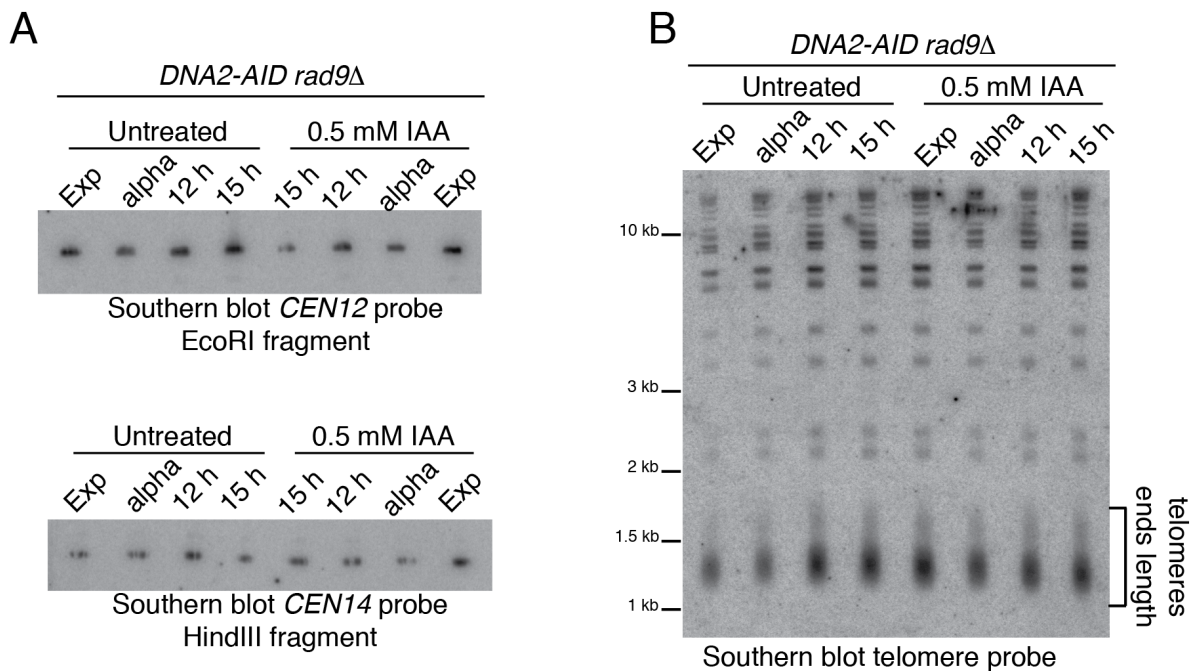 A
DNA2-AID rad9Δ
Untreated 0.5 mM IAA
Exp alpha 12 h 15 h 15 h 12 h alpha Exp
Southern blot CEN12 probe
EcoRI fragment
Untreated 0.5 mM IAA
Exp alpha 12 h 15 h 15 h 12 h alpha Exp
Southern blot CEN14 probe
HindIII fragment
B
DNA2-AID rad9Δ
Untreated 0.5 mM IAA
Exp alpha 12 h 15 h Exp alpha 12 h 15 h
10 kb
3 kb
2 kb
1.5 kb
1 kb
telomeres
ends length
Southern blot telomere probe